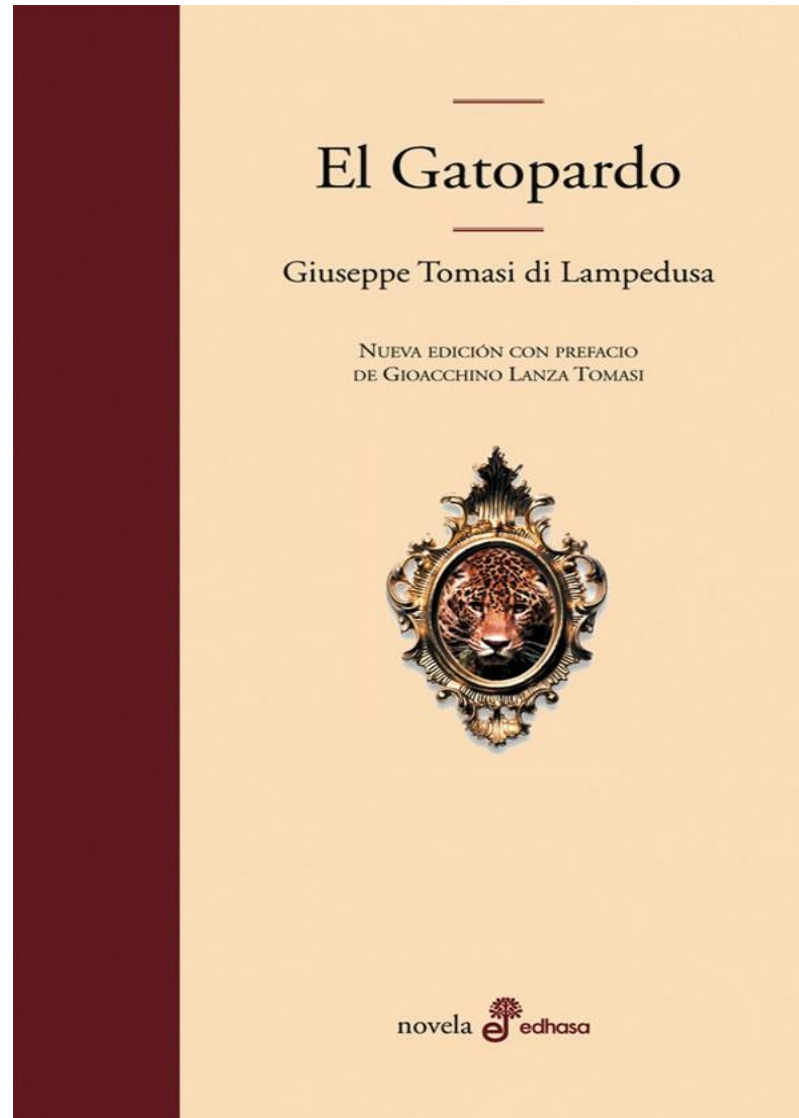 El Gatopardo
Giuseppe Tomasi di Lampedusa
Nueva edición con prefacio
de Gioacchino Lanza Tomasi
novela e edhasa